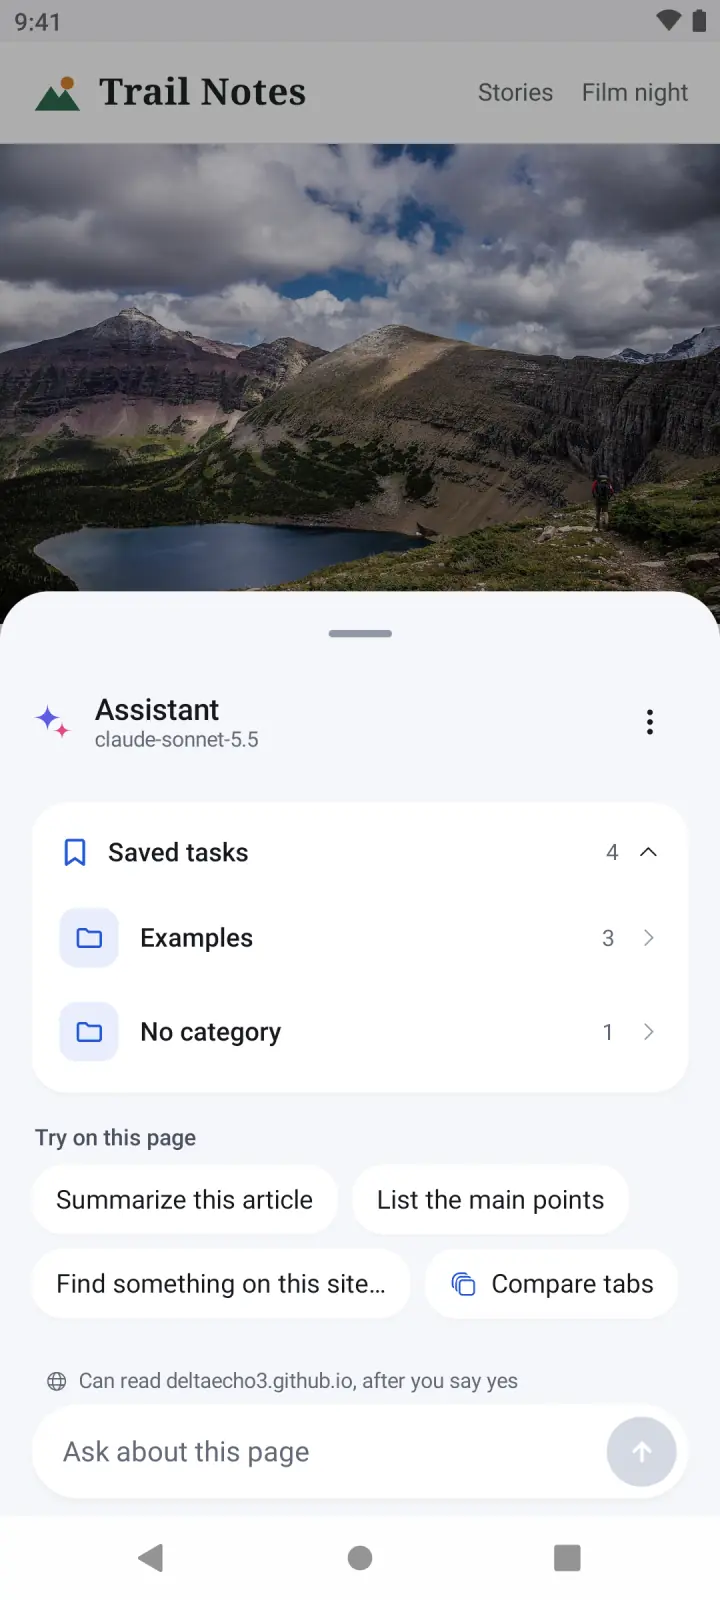 9:41
Trail Notes
Stories
Film night
Assistant
claude-sonnet-5.5
Saved tasks
4
Examples
3
No category
1
Try on this page
Summarize this article
List the main points
Find something on this site...
Compare tabs
Can read deltaecho3.github.io, after you say yes
Ask about this page